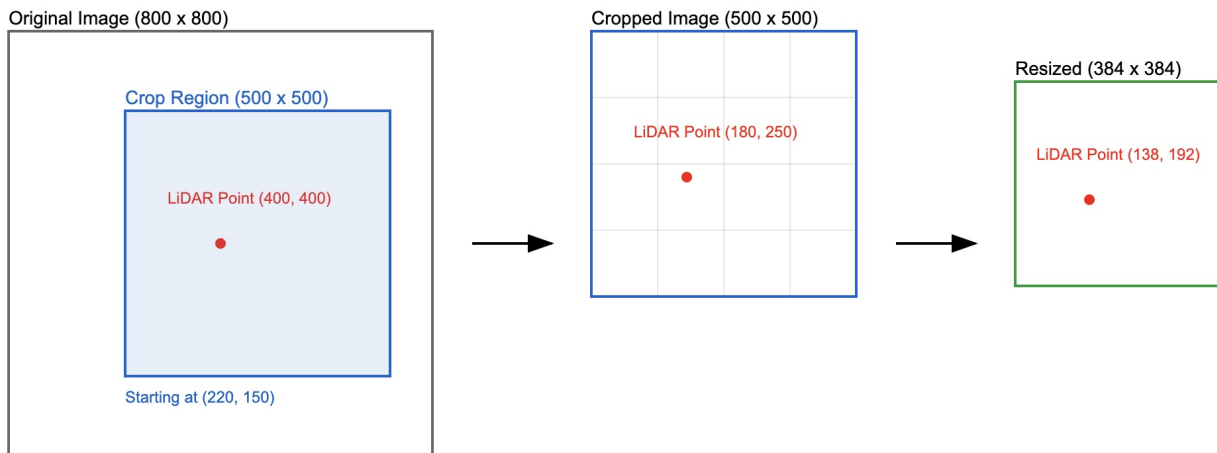 Original Image (800 x 800)
Crop Region (500 x 500)
LiDAR Point (400, 400)
Starting at (220, 150)
Cropped Image (500 x 500)
LiDAR Point (180, 250)
Resized (384 x 384)
LiDAR Point (138, 192)